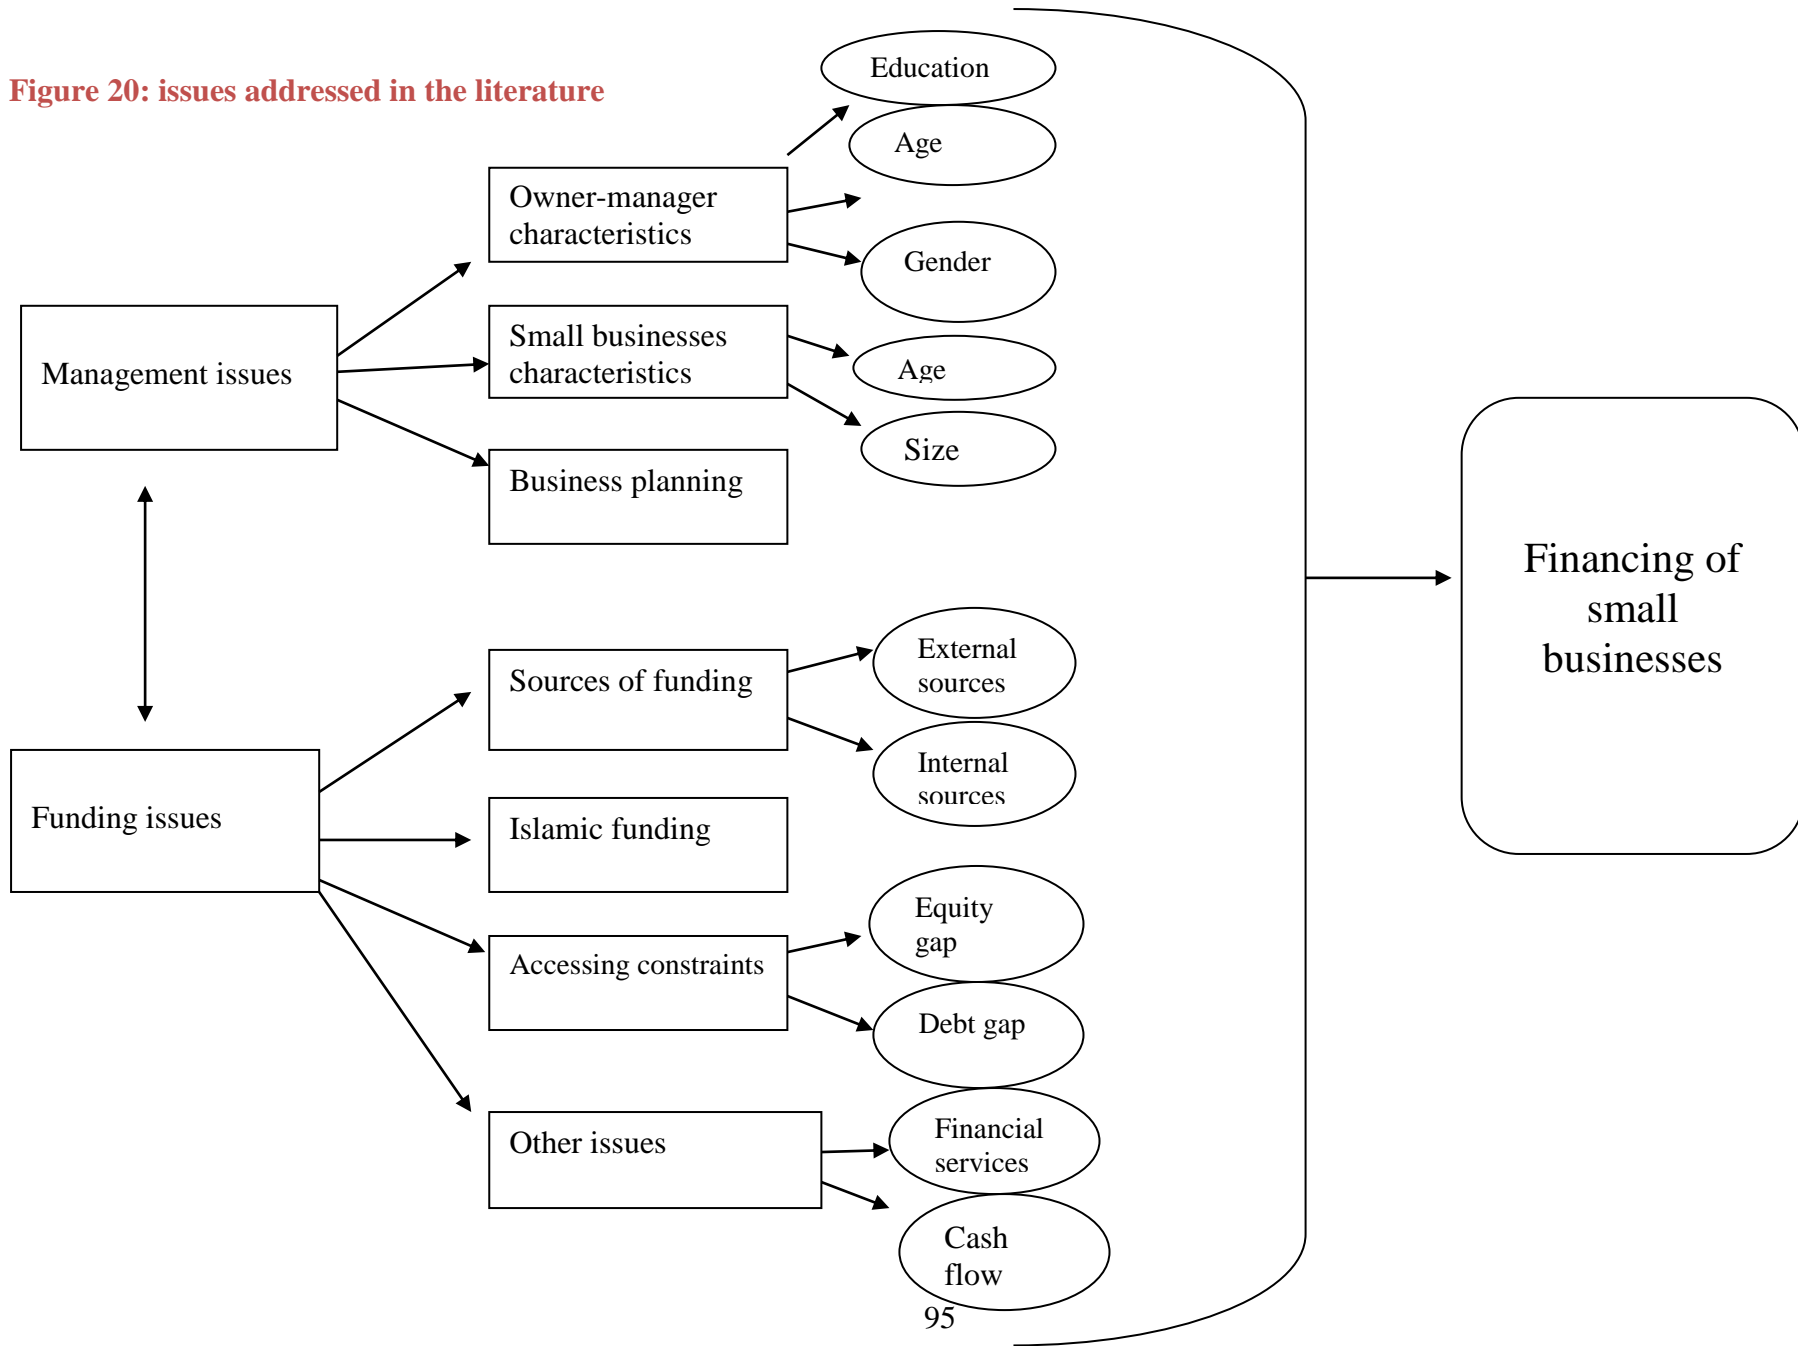 Figure 20: issues addressed in the literature
Education
Age
Owner-manager
characteristics
Gender
Management issues
Small businesses
characteristics
Age
Size
Business planning
Financing of
small
businesses
Sources of funding
External
sources
Internal
sources
Funding issues
Islamic funding
Accessing constraints
Equity
gap
Debt gap
Other issues
Financial
services
Cash
flow
95